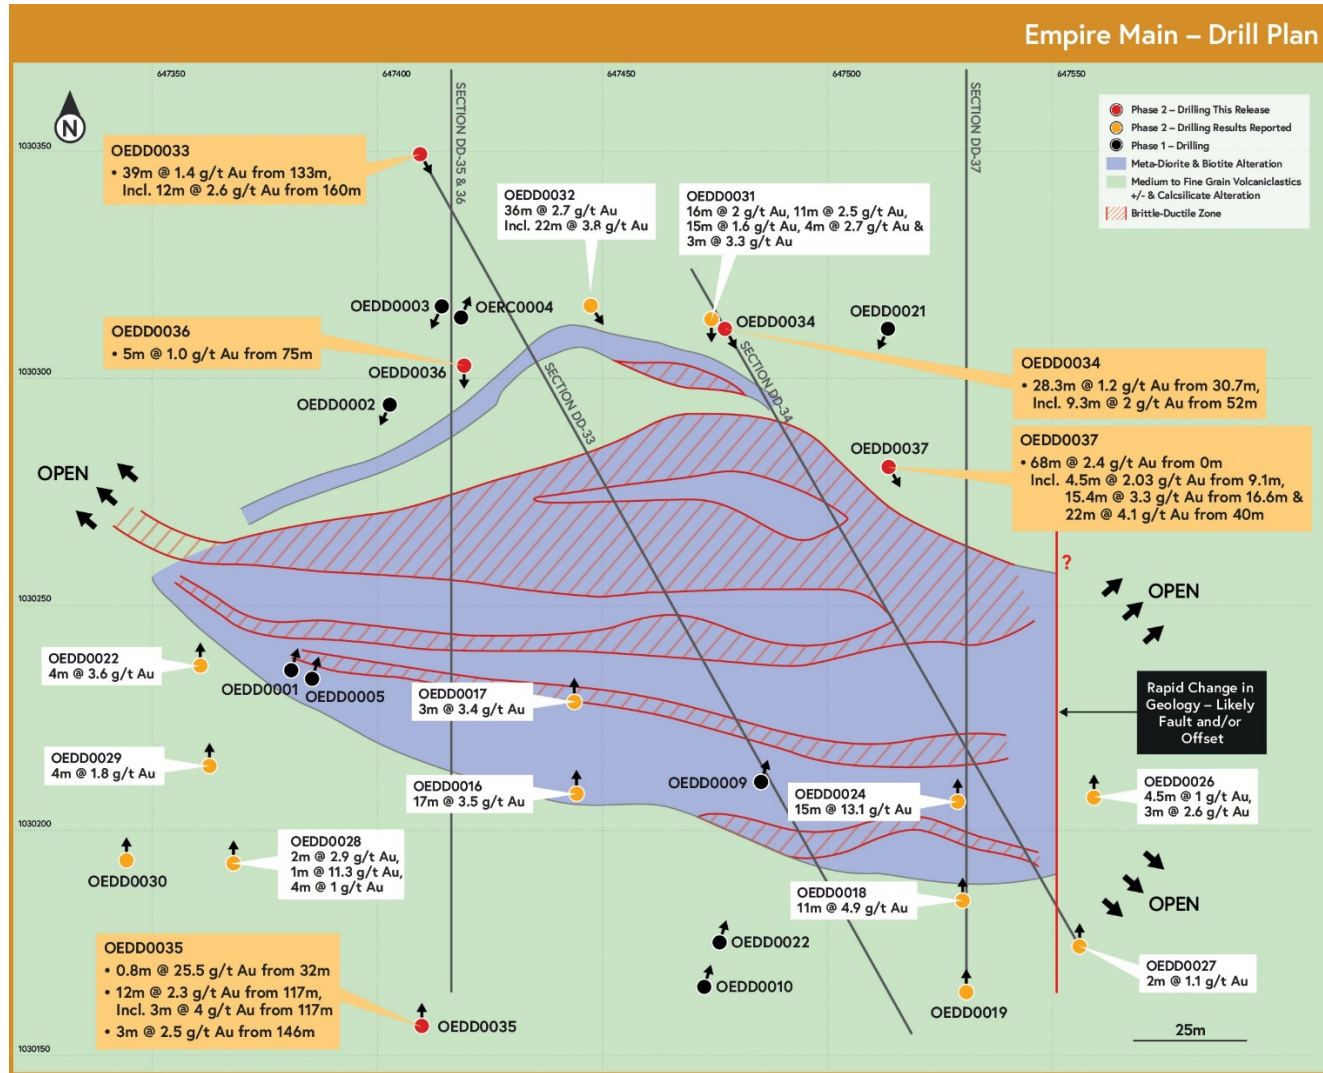 Empire Main – Drill Plan
647350
647400
647450
647500
647550
SECTION DD-35 & 36
SECTION DD-37
N
Phase 2 – Drilling This Release
Phase 2 – Drilling Results Reported
Phase 1 – Drilling
Meta-Diorite & Biotite Alteration
Medium to Fine Grain Volcaniclastics
+/- & Calcsilicate Alteration
Brittle-Ductile Zone
1030350
OEDD0033
• 39m @ 1.4 g/t Au from 133m,
Incl. 12m @ 2.6 g/t Au from 160m
OEDD0032
36m @ 2.7 g/t Au
Incl. 22m @ 3.8 g/t Au
OEDD0031
16m @ 2 g/t Au, 11m @ 2.5 g/t Au,
15m @ 1.6 g/t Au, 4m @ 2.7 g/t Au &
3m @ 3.3 g/t Au
OEDD0003
OERC0004
OEDD0034
OEDD0021
OEDD0036
• 5m @ 1.0 g/t Au from 75m
OEDD0036
OEDD0002
1030300
SECTION DD-33
SECTION DD-34
OEDD0034
• 28.3m @ 1.2 g/t Au from 30.7m,
Incl. 9.3m @ 2 g/t Au from 52m
OEDD0037
OEDD0037
• 68m @ 2.4 g/t Au from 0m
Incl. 4.5m @ 2.03 g/t Au from 9.1m,
15.4m @ 3.3 g/t Au from 16.6m &
22m @ 4.1 g/t Au from 40m
OPEN
?
OPEN
1030250
OEDD0022
4m @ 3.6 g/t Au
OEDD0001
OEDD0005
OEDD0017
3m @ 3.4 g/t Au
Rapid Change in
Geology – Likely
Fault and/or
Offset
OEDD0029
4m @ 1.8 g/t Au
OEDD0016
17m @ 3.5 g/t Au
OEDD0009
OEDD0024
15m @ 13.1 g/t Au
OEDD0026
4.5m @ 1 g/t Au,
3m @ 2.6 g/t Au
1030200
OEDD0030
OEDD0028
2m @ 2.9 g/t Au,
1m @ 11.3 g/t Au,
4m @ 1 g/t Au
OEDD0018
11m @ 4.9 g/t Au
OPEN
OEDD0035
• 0.8m @ 25.5 g/t Au from 32m
• 12m @ 2.3 g/t Au from 117m,
Incl. 3m @ 4 g/t Au from 117m
• 3m @ 2.5 g/t Au from 146m
OEDD0035
OEDD0022
OEDD0010
OEDD0019
OEDD0027
2m @ 1.1 g/t Au
25m
1030150